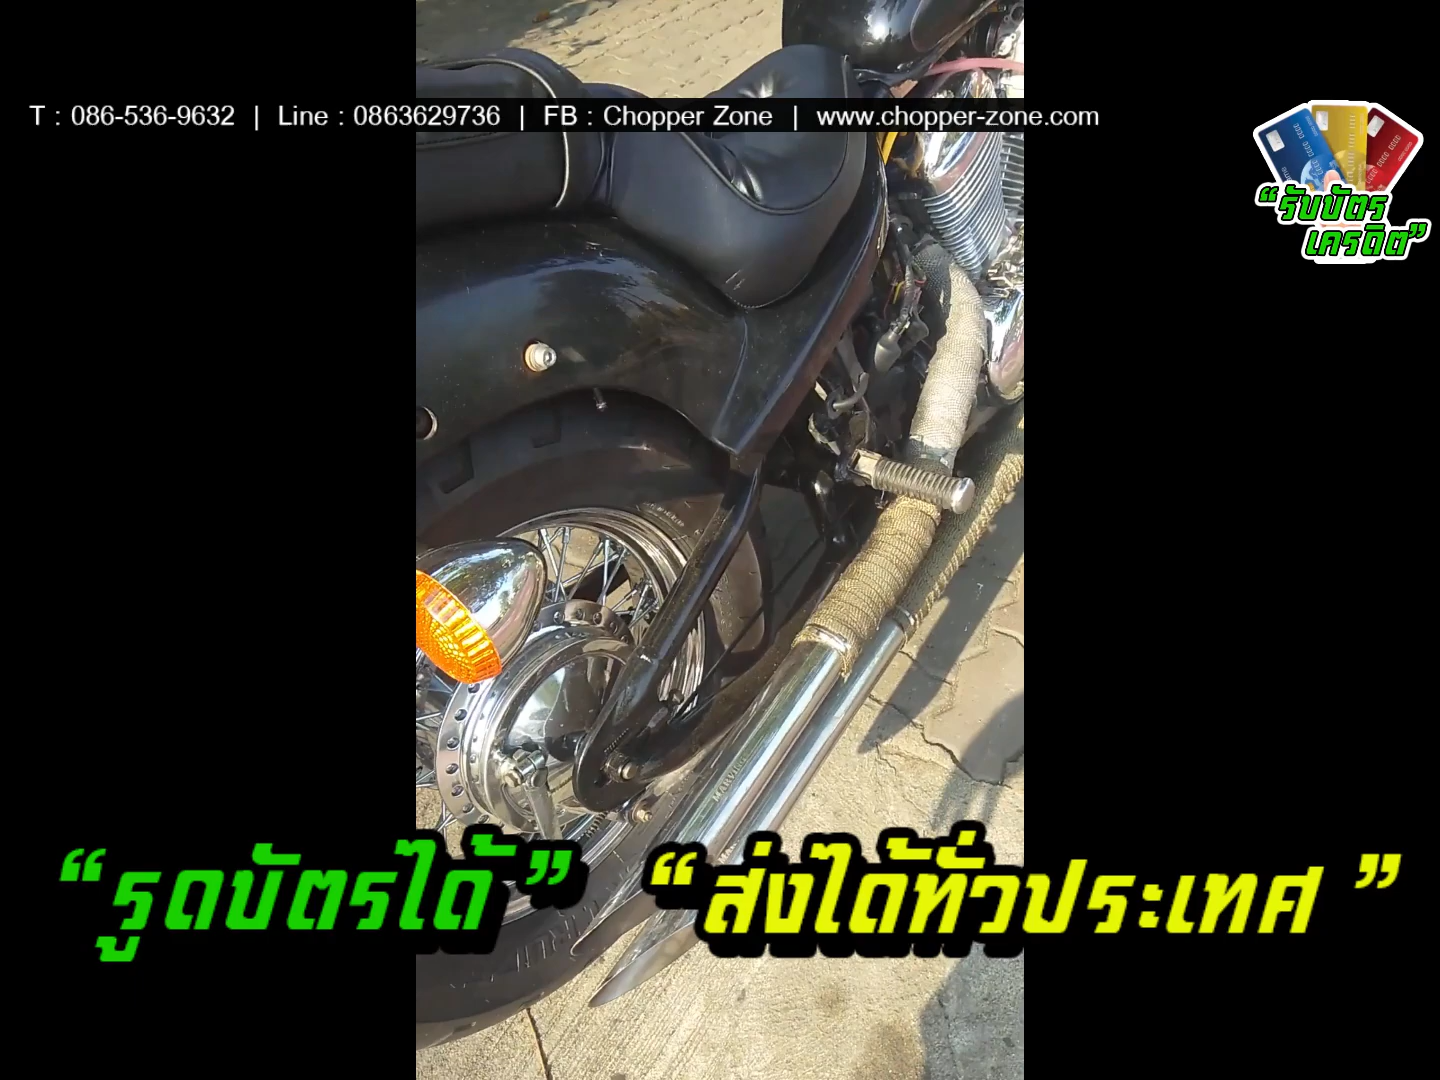 T : 086-536-9632 | Line : 0863629736 | FB : Chopper Zone | www.chopper-zone.com
“รับบัตร
เครดิต”
“ รูดบัตรได้ ” “ ส่งได้ทั่วประเทศ ”